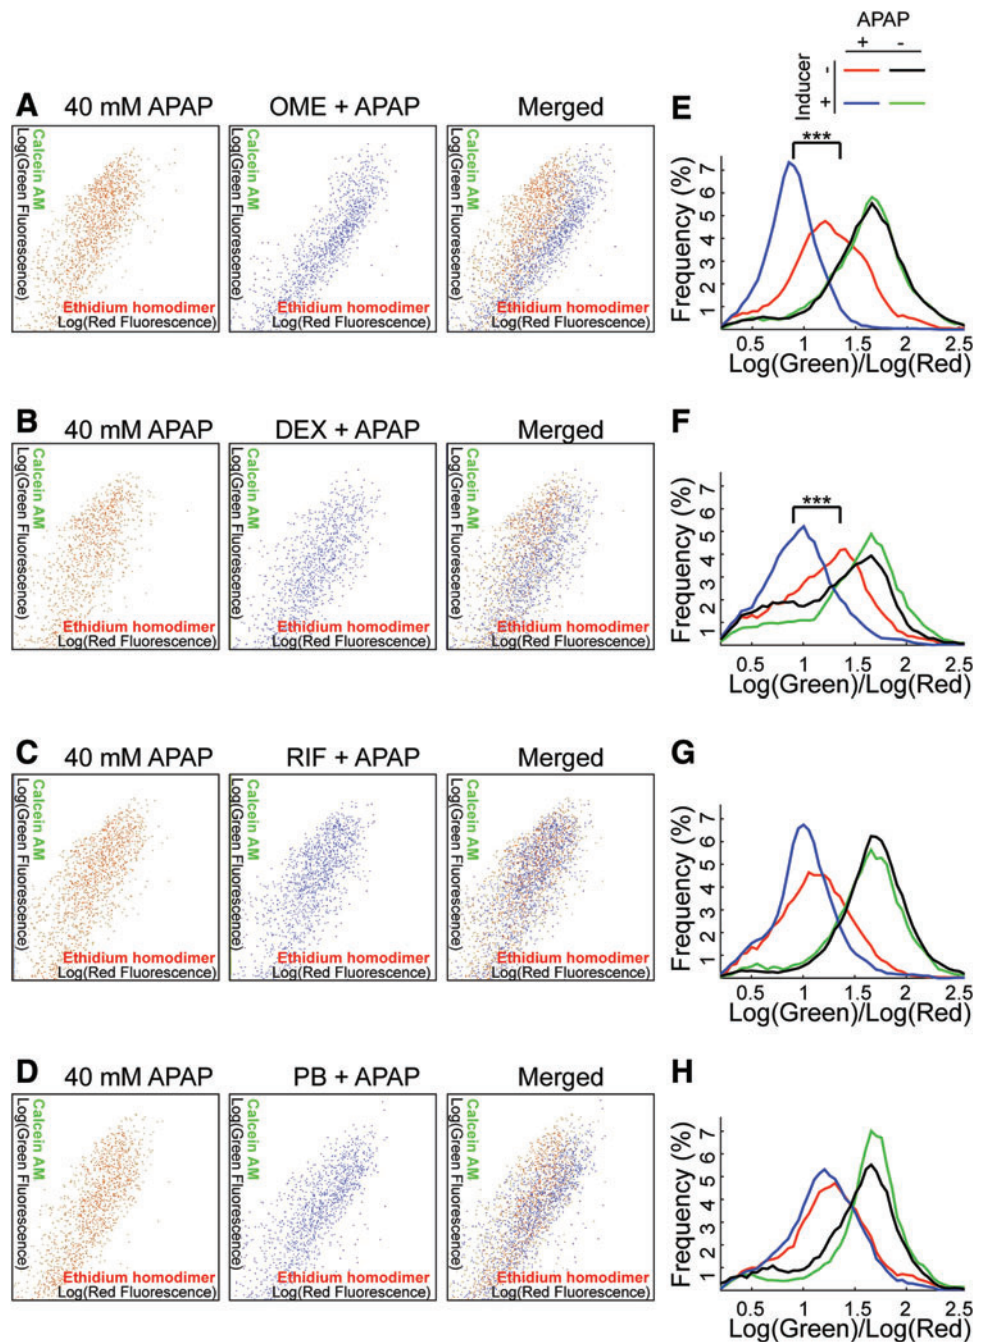 APAP
+ -
Inducer
-
+
A
40 mM APAP
OME + APAP
Merged
E
Calcein AM
Log(Green Fluorescence)
Ethidium homodimer
Log(Red Fluorescence)
Calcein AM
Log(Green Fluorescence)
Ethidium homodimer
Log(Red Fluorescence)
Calcein AM
Log(Green Fluorescence)
Ethidium homodimer
Log(Red Fluorescence)
***
Frequency (%)
7
6
5
4
3
2
1
0.5 1 1.5 2 2.5
Log(Green)/Log(Red)
B
40 mM APAP
DEX + APAP
Merged
F
Calcein AM
Log(Green Fluorescence)
Ethidium homodimer
Log(Red Fluorescence)
Calcein AM
Log(Green Fluorescence)
Ethidium homodimer
Log(Red Fluorescence)
Calcein AM
Log(Green Fluorescence)
Ethidium homodimer
Log(Red Fluorescence)
***
Frequency (%)
7
6
5
4
3
2
1
0.5 1 1.5 2 2.5
Log(Green)/Log(Red)
C
40 mM APAP
RIF + APAP
Merged
G
Calcein AM
Log(Green Fluorescence)
Ethidium homodimer
Log(Red Fluorescence)
Calcein AM
Log(Green Fluorescence)
Ethidium homodimer
Log(Red Fluorescence)
Calcein AM
Log(Green Fluorescence)
Ethidium homodimer
Log(Red Fluorescence)
Frequency (%)
7
6
5
4
3
2
1
0.5 1 1.5 2 2.5
Log(Green)/Log(Red)
D
40 mM APAP
PB + APAP
Merged
H
Calcein AM
Log(Green Fluorescence)
Ethidium homodimer
Log(Red Fluorescence)
Calcein AM
Log(Green Fluorescence)
Ethidium homodimer
Log(Red Fluorescence)
Calcein AM
Log(Green Fluorescence)
Ethidium homodimer
Log(Red Fluorescence)
Frequency (%)
7
6
5
4
3
2
1
0.5 1 1.5 2 2.5
Log(Green)/Log(Red)